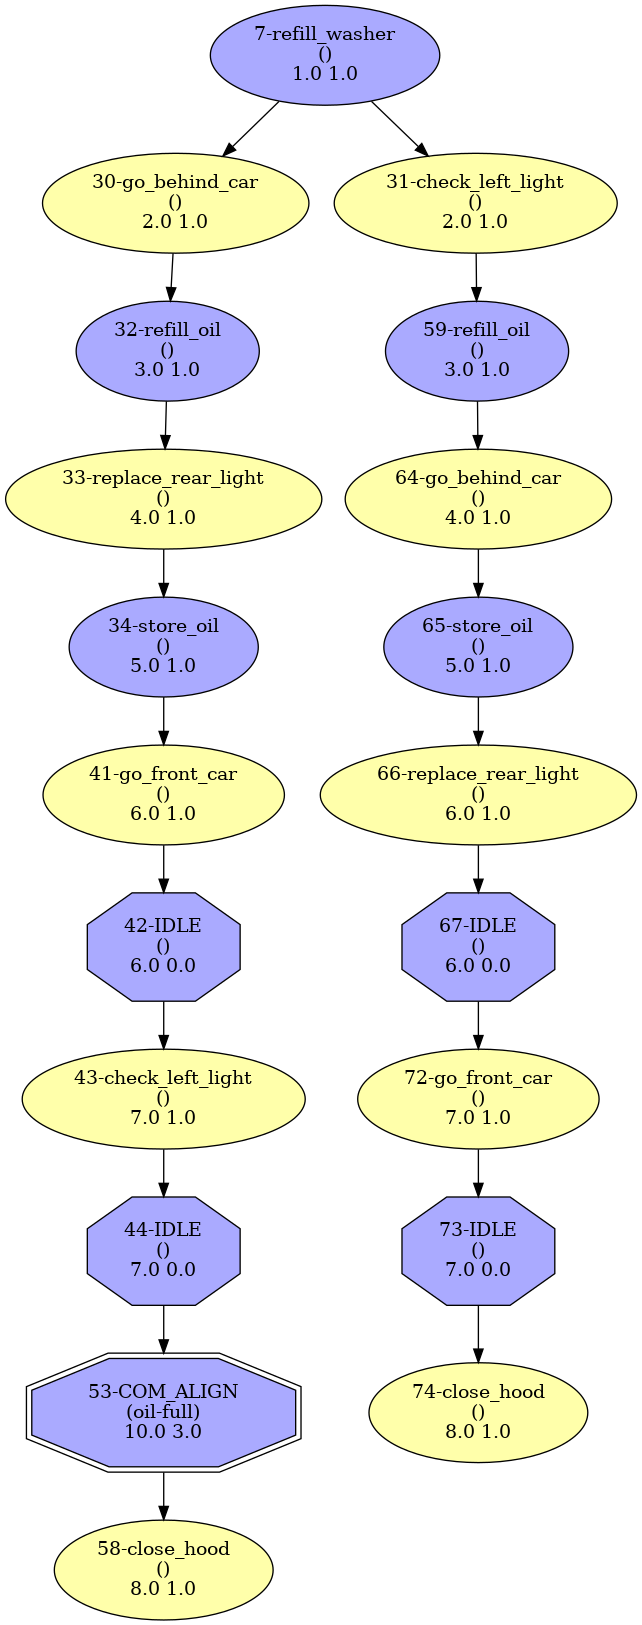 7-refill_washer
()
1.0 1.0
30-go_behind_car
()
2.0 1.0
31-check_left_light
()
2.0 1.0
32-refill_oil
()
3.0 1.0
59-refill_oil
()
3.0 1.0
33-replace_rear_light
()
4.0 1.0
64-go_behind_car
()
4.0 1.0
34-store_oil
()
5.0 1.0
65-store_oil
()
5.0 1.0
41-go_front_car
()
6.0 1.0
66-replace_rear_light
()
6.0 1.0
42-IDLE
()
6.0 0.0
67-IDLE
()
6.0 0.0
43-check_left_light
()
7.0 1.0
72-go_front_car
()
7.0 1.0
44-IDLE
()
7.0 0.0
73-IDLE
()
7.0 0.0
53-COM_ALIGN
(oil-full)
10.0 3.0
74-close_hood
()
8.0 1.0
58-close_hood
()
8.0 1.0